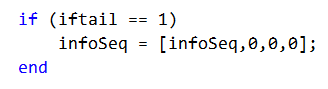 if (iftail == 1)
    infoSeq = [infoSeq,0,0,0];
end